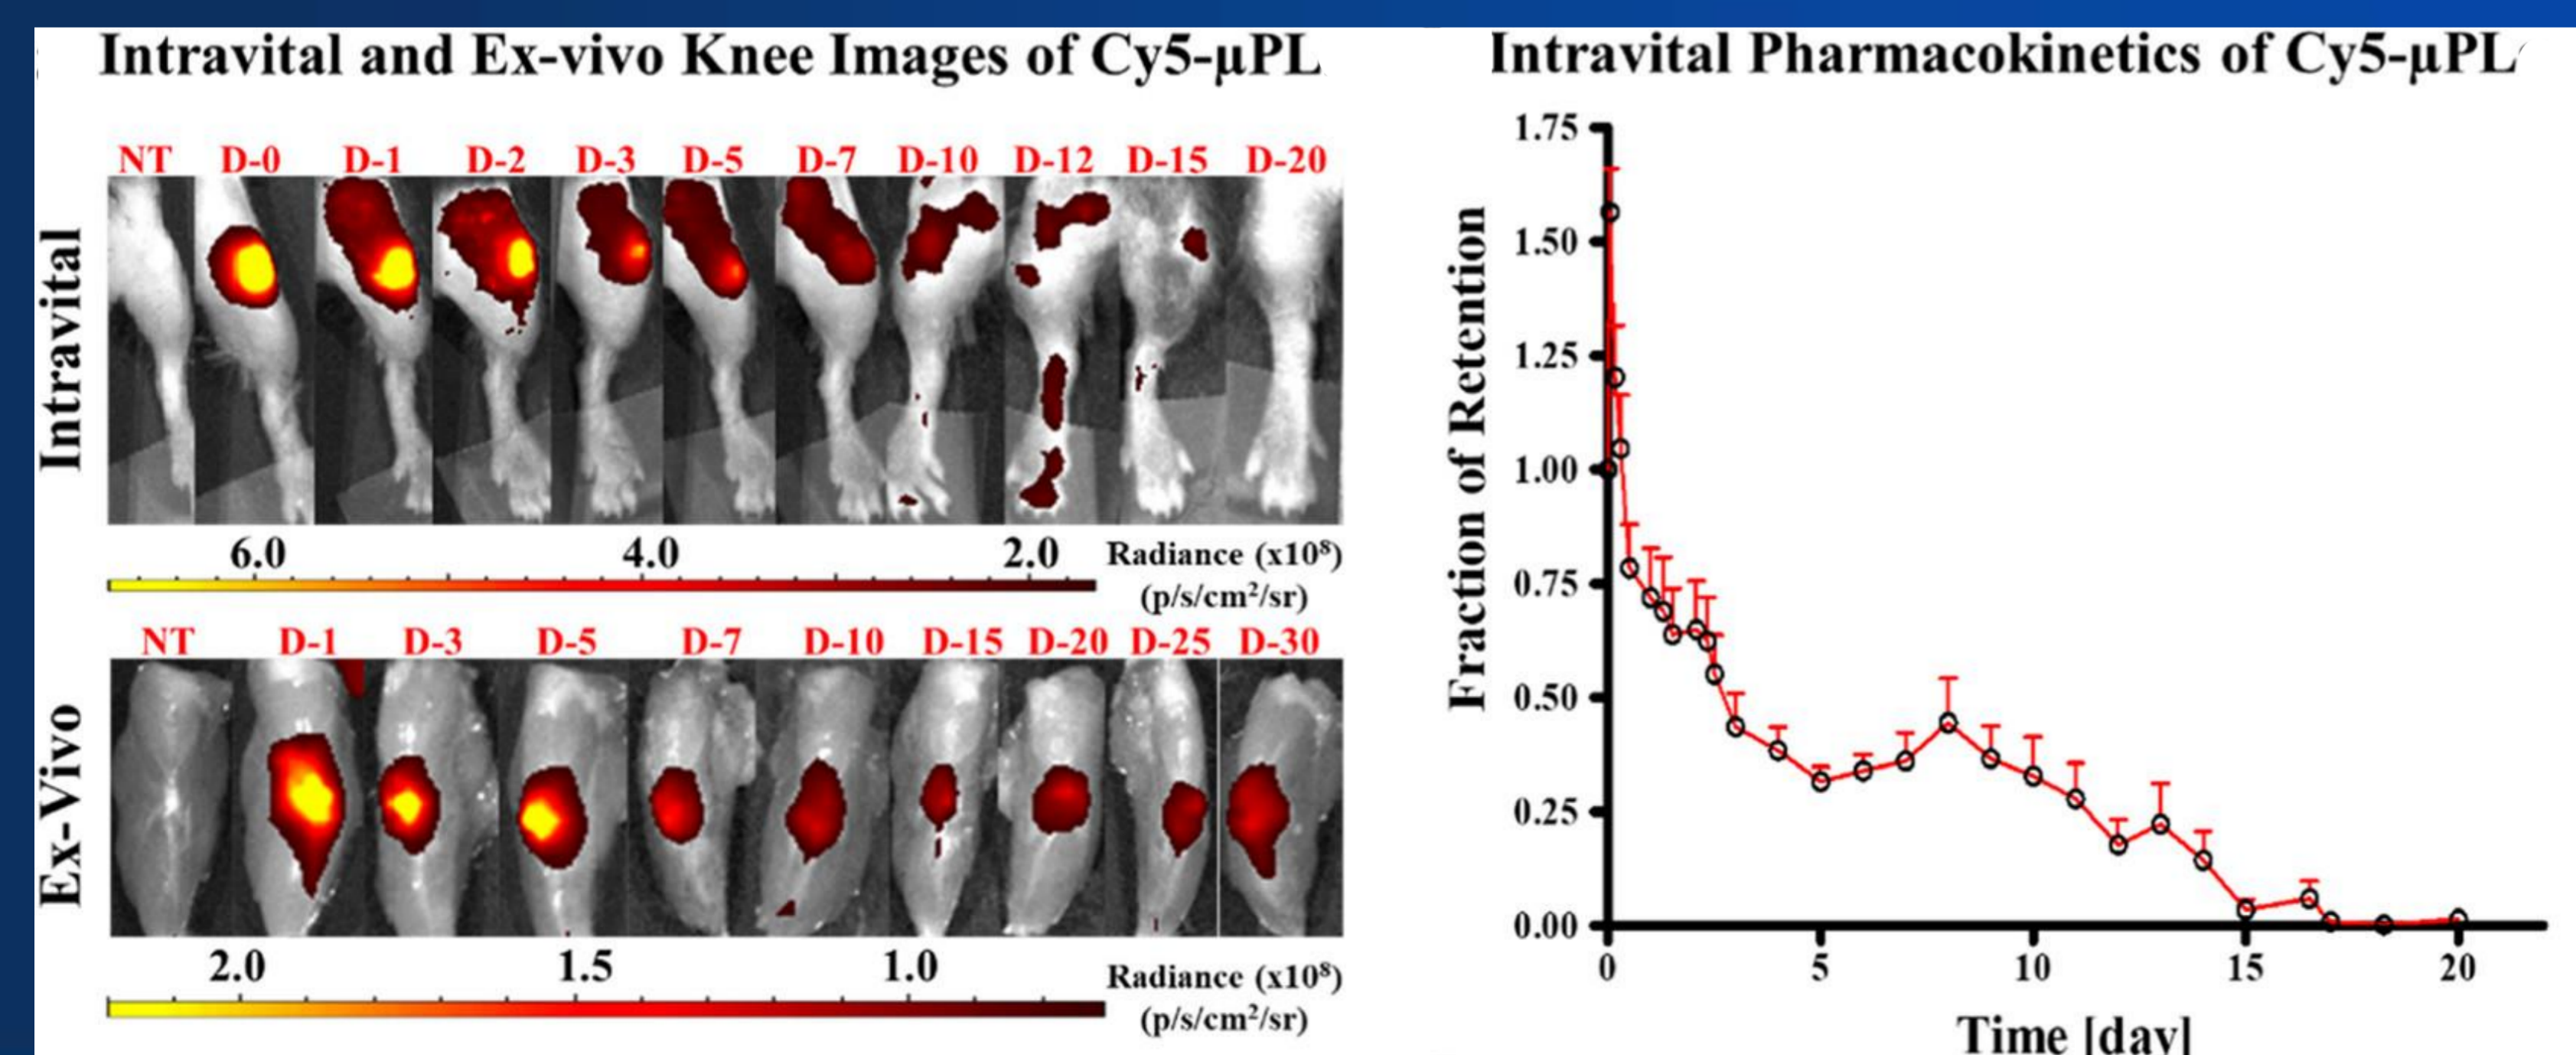 Intravital and Ex-vivo Knee Images of Cy5-μPL
NT D-0 D-1 D-2 D-3 D-5 D-7 D-10 D-12 D-15 D-20
Intravital
6.0 4.0 2.0 Radiance (x10⁸)
(p/s/cm²/sr)
NT D-1 D-3 D-5 D-7 D-10 D-15 D-20 D-25 D-30
Ex-Vivo
2.0 1.5 1.0 Radiance (x10⁸)
(p/s/cm²/sr)
Intravital Pharmacokinetics of Cy5-μPL
Fraction of Retention
1.75
1.50
1.25
1.00
0.75
0.50
0.25
0.00
0 5 10 15 20
Time [day]